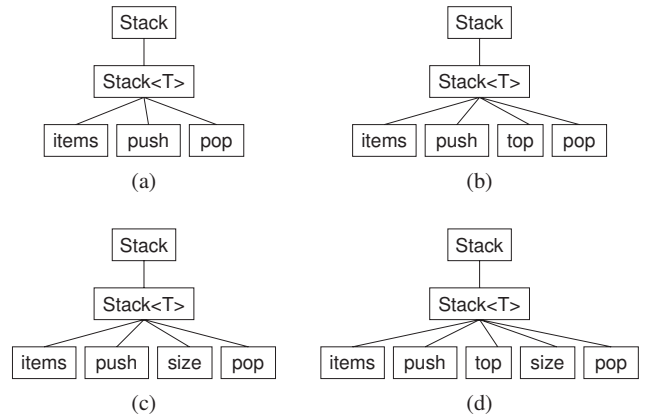 Stack
Stack<T>
items push pop
(a)
Stack
Stack<T>
items push top pop
(b)
Stack
Stack<T>
items push size pop
(c)
Stack
Stack<T>
items push top size pop
(d)